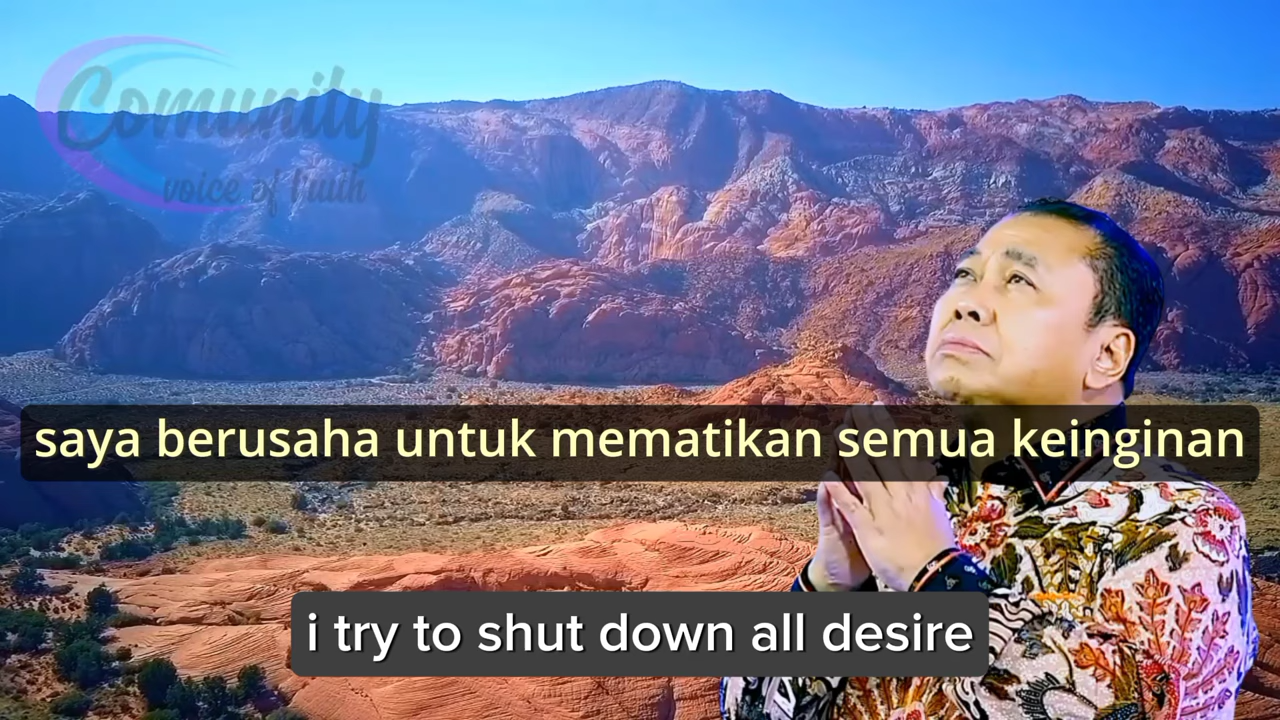 Comunity
voice of Truth
saya berusaha untuk mematikan semua keinginan
i try to shut down all desire